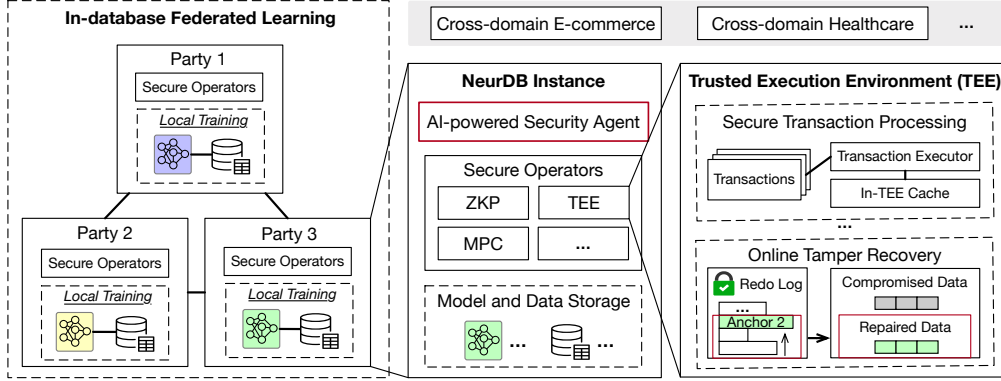 In-database Federated Learning
Party 1
Secure Operators
Local Training
Party 2
Secure Operators
Local Training
Party 3
Secure Operators
Local Training
Cross-domain E-commerce
Cross-domain Healthcare
...
NeurDB Instance
AI-powered Security Agent
Secure Operators
ZKP
TEE
MPC
...
Model and Data Storage
...
...
Trusted Execution Environment (TEE)
Secure Transaction Processing
Transactions
Transaction Executor
In-TEE Cache
...
Online Tamper Recovery
Redo Log
...
Anchor 2
Compromised Data
Repaired Data